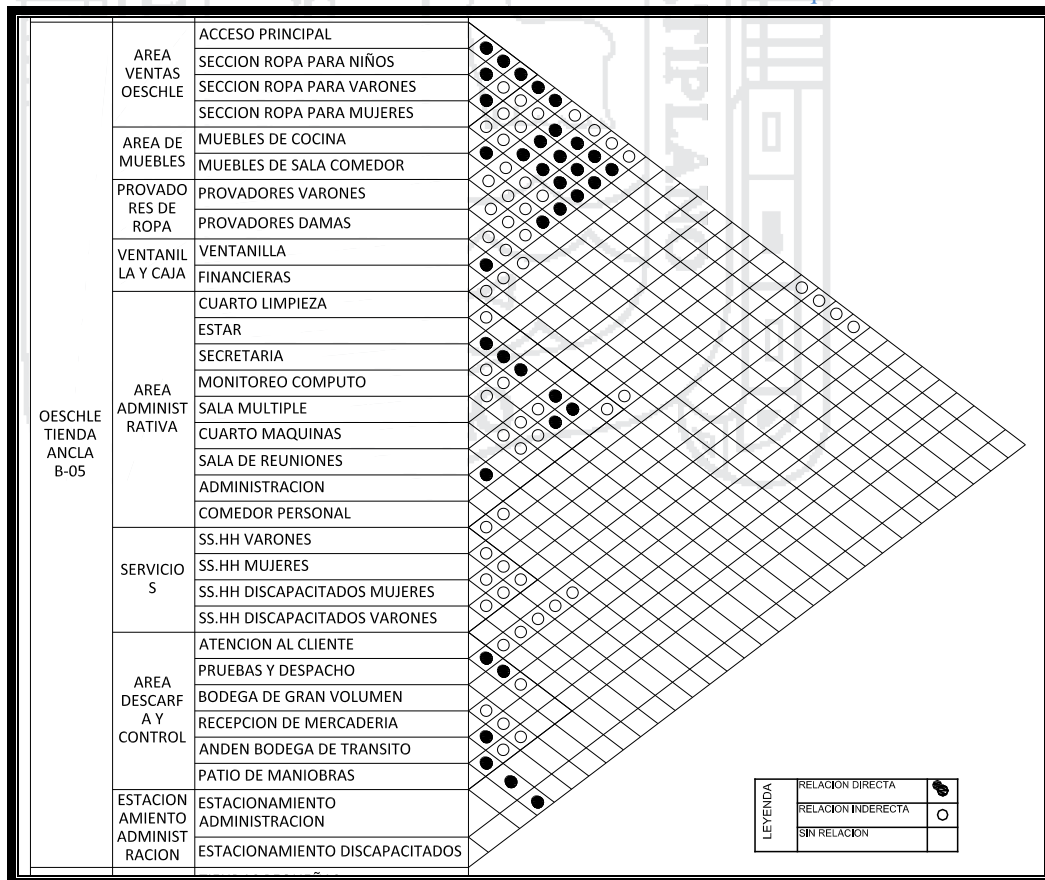 ACCESO PRINCIPAL
AREA
VENTAS
OESCHLE
SECCION ROPA PARA NIÑOS
SECCION ROPA PARA VARONES
SECCION ROPA PARA MUJERES
AREA DE
MUEBLES
MUEBLES DE COCINA
MUEBLES DE SALA COMEDOR
PROVADO
RES DE
ROPA
PROVADORES VARONES
PROVADORES DAMAS
VENTANIL
LA Y CAJA
VENTANILLA
FINANCIERAS
AREA
ADMINIST
RATIVA
CUARTO LIMPIEZA
ESTAR
SECRETARIA
MONITOREO COMPUTO
SALA MULTIPLE
CUARTO MAQUINAS
SALA DE REUNIONES
ADMINISTRACION
COMEDOR PERSONAL
OESCHLE
TIENDA
ANCLA
B-05
SERVICIO
S
SS.HH VARONES
SS.HH MUJERES
SS.HH DISCAPACITADOS MUJERES
SS.HH DISCAPACITADOS VARONES
AREA
DESCARF
A Y
CONTROL
ATENCION AL CLIENTE
PRUEBAS Y DESPACHO
BODEGA DE GRAN VOLUMEN
RECEPCION DE MERCADERIA
ANDEN BODEGA DE TRANSITO
PATIO DE MANIOBRAS
ESTACION
AMIENTO
ADMINIST
RACION
ESTACIONAMIENTO
ADMINISTRACION
ESTACIONAMIENTO DISCAPACITADOS
LEYENDA
RELACION DIRECTA
RELACION INDERECTA
SIN RELACION